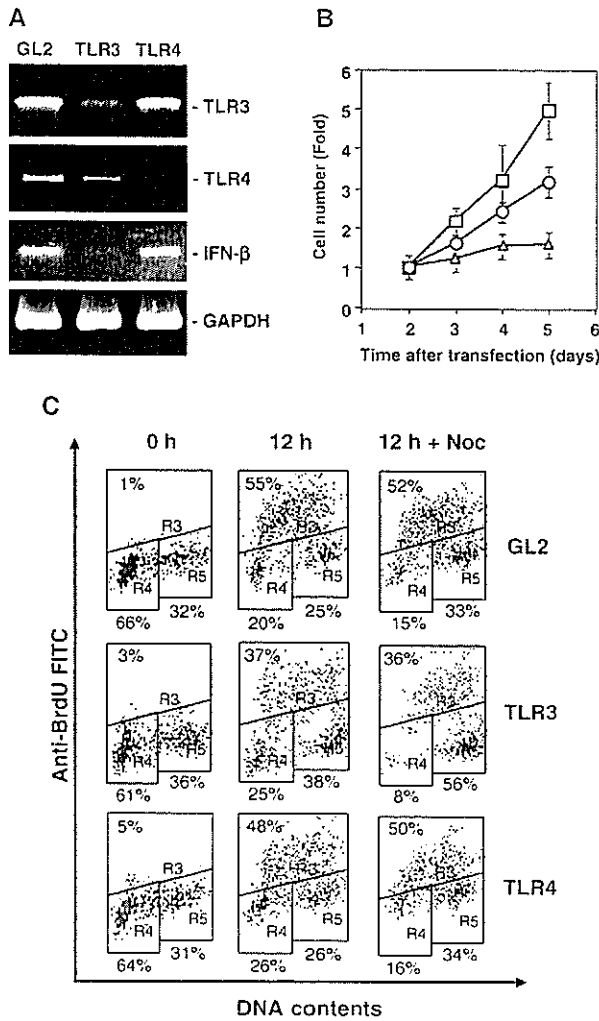 A
GL2 TLR3 TLR4
- TLR3
- TLR4
- IFN-β
- GAPDH
B
Cell number (Fold)
6
5
4
3
2
1
0
1 2 3 4 5 6
Time after transfection (days)
C
0 h 12 h 12 h + Noc
Anti-BrdU FITC
1% 55% 52%
R3 R3 R3
R4 R5 R4 R5 R4 R5
66% 32% 20% 25% 15% 33%
GL2
3% 37% 36%
R3 R3 R3
R4 R5 R4 R5 R4 R5
61% 36% 25% 38% 8% 56%
TLR3
5% 48% 50%
R3 R3 R3
R4 R5 R4 R5 R4 R5
64% 31% 26% 26% 16% 34%
TLR4
DNA contents